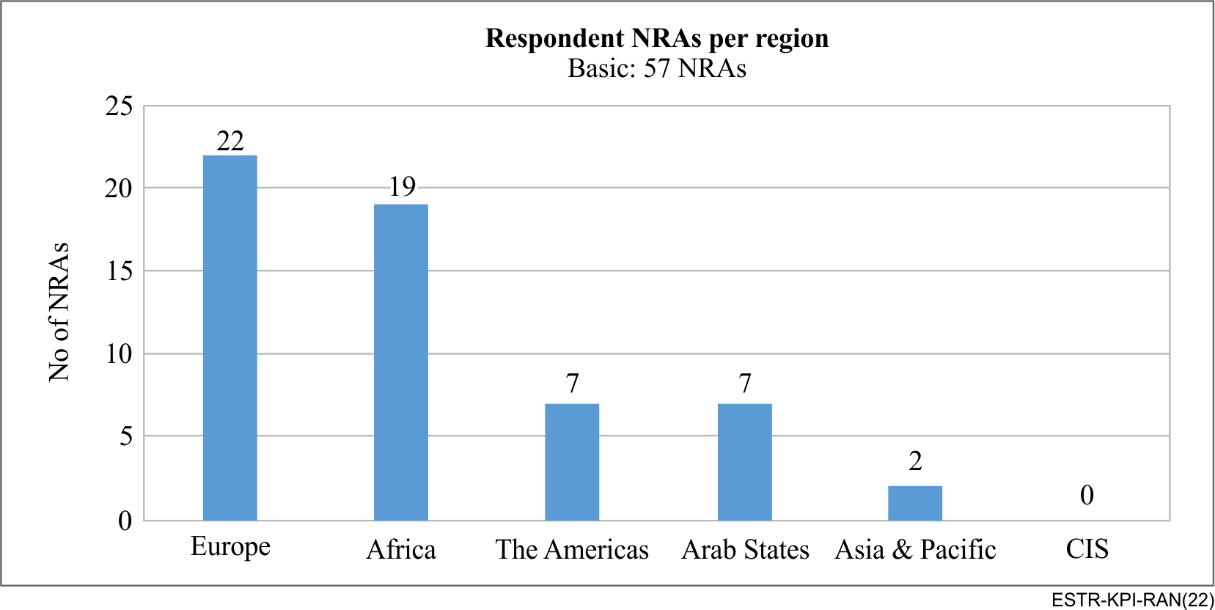 Respondent NRAs per region
Basic: 57 NRAs
No of NRAs
25
20
15
10
5
0
22
19
7
7
2
0
Europe
Africa
The Americas
Arab States
Asia & Pacific
CIS
ESTR-KPI-RAN(22)